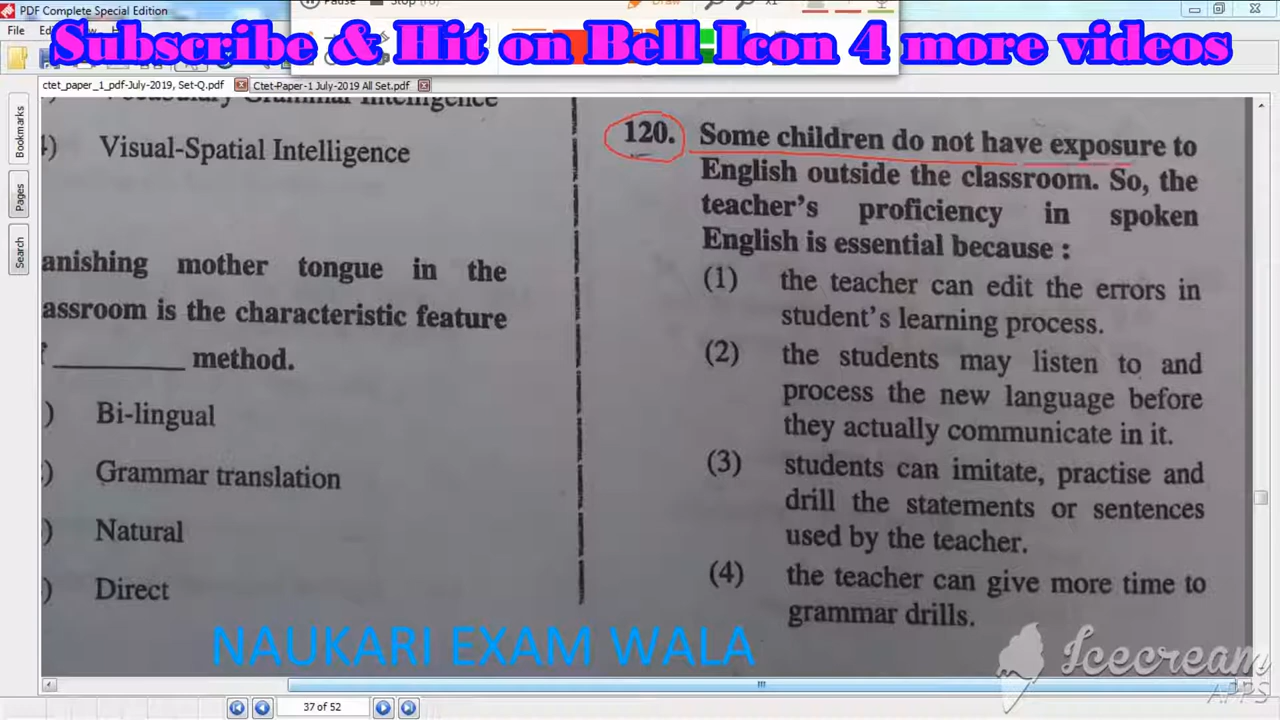 PDF Complete Special Edition
Subscribe & Hit on Bell Icon 4 more videos
File
ctet_paper_1_pdf-July-2019, Set-Q.pdf
Ctet-Paper-1 July-2019 All Set.pdf
Bookmarks
Pages
Search
Visual-Spatial Intelligence
anishing mother tongue in the
assroom is the characteristic feature
________ method.
Bi-lingual
Grammar translation
Natural
Direct
120. Some children do not have exposure to
English outside the classroom. So, the
teacher's proficiency in spoken
English is essential because :
(1) the teacher can edit the errors in
student's learning process.
(2) the students may listen to and
process the new language before
they actually communicate in it.
(3) students can imitate, practise and
drill the statements or sentences
used by the teacher.
(4) the teacher can give more time to
grammar drills.
NAUKARI EXAM WALA
Icecream
APPS
37 of 52